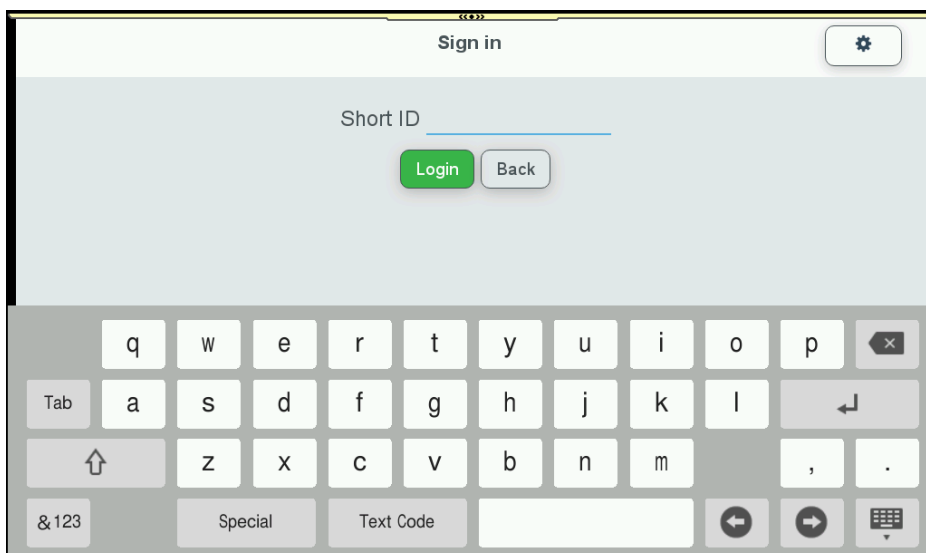 Sign in
Short ID
Login Back
q w e r t y u i o p
Tab a s d f g h j k l
z x c v b n m , .
&123 Special Text Code